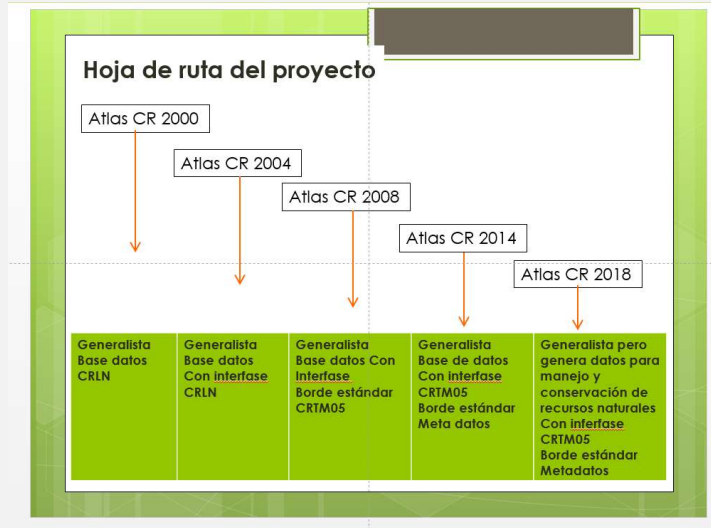 Hoja de ruta del proyecto
Atlas CR 2000
Atlas CR 2004
Atlas CR 2008
Atlas CR 2014
Atlas CR 2018
Generalista
Base datos
CRLN
Generalista
Base datos
Con interfase
CRLN
Generalista
Base datos Con
Interfase
Borde estándar
CRTM05
Generalista
Base de datos
Con interfase
CRTM05
Borde estándar
Meta datos
Generalista pero
genera datos para
manejo y
conservación de
recursos naturales
Con inferfase
CRTM05
Borde estándar
Metadatos